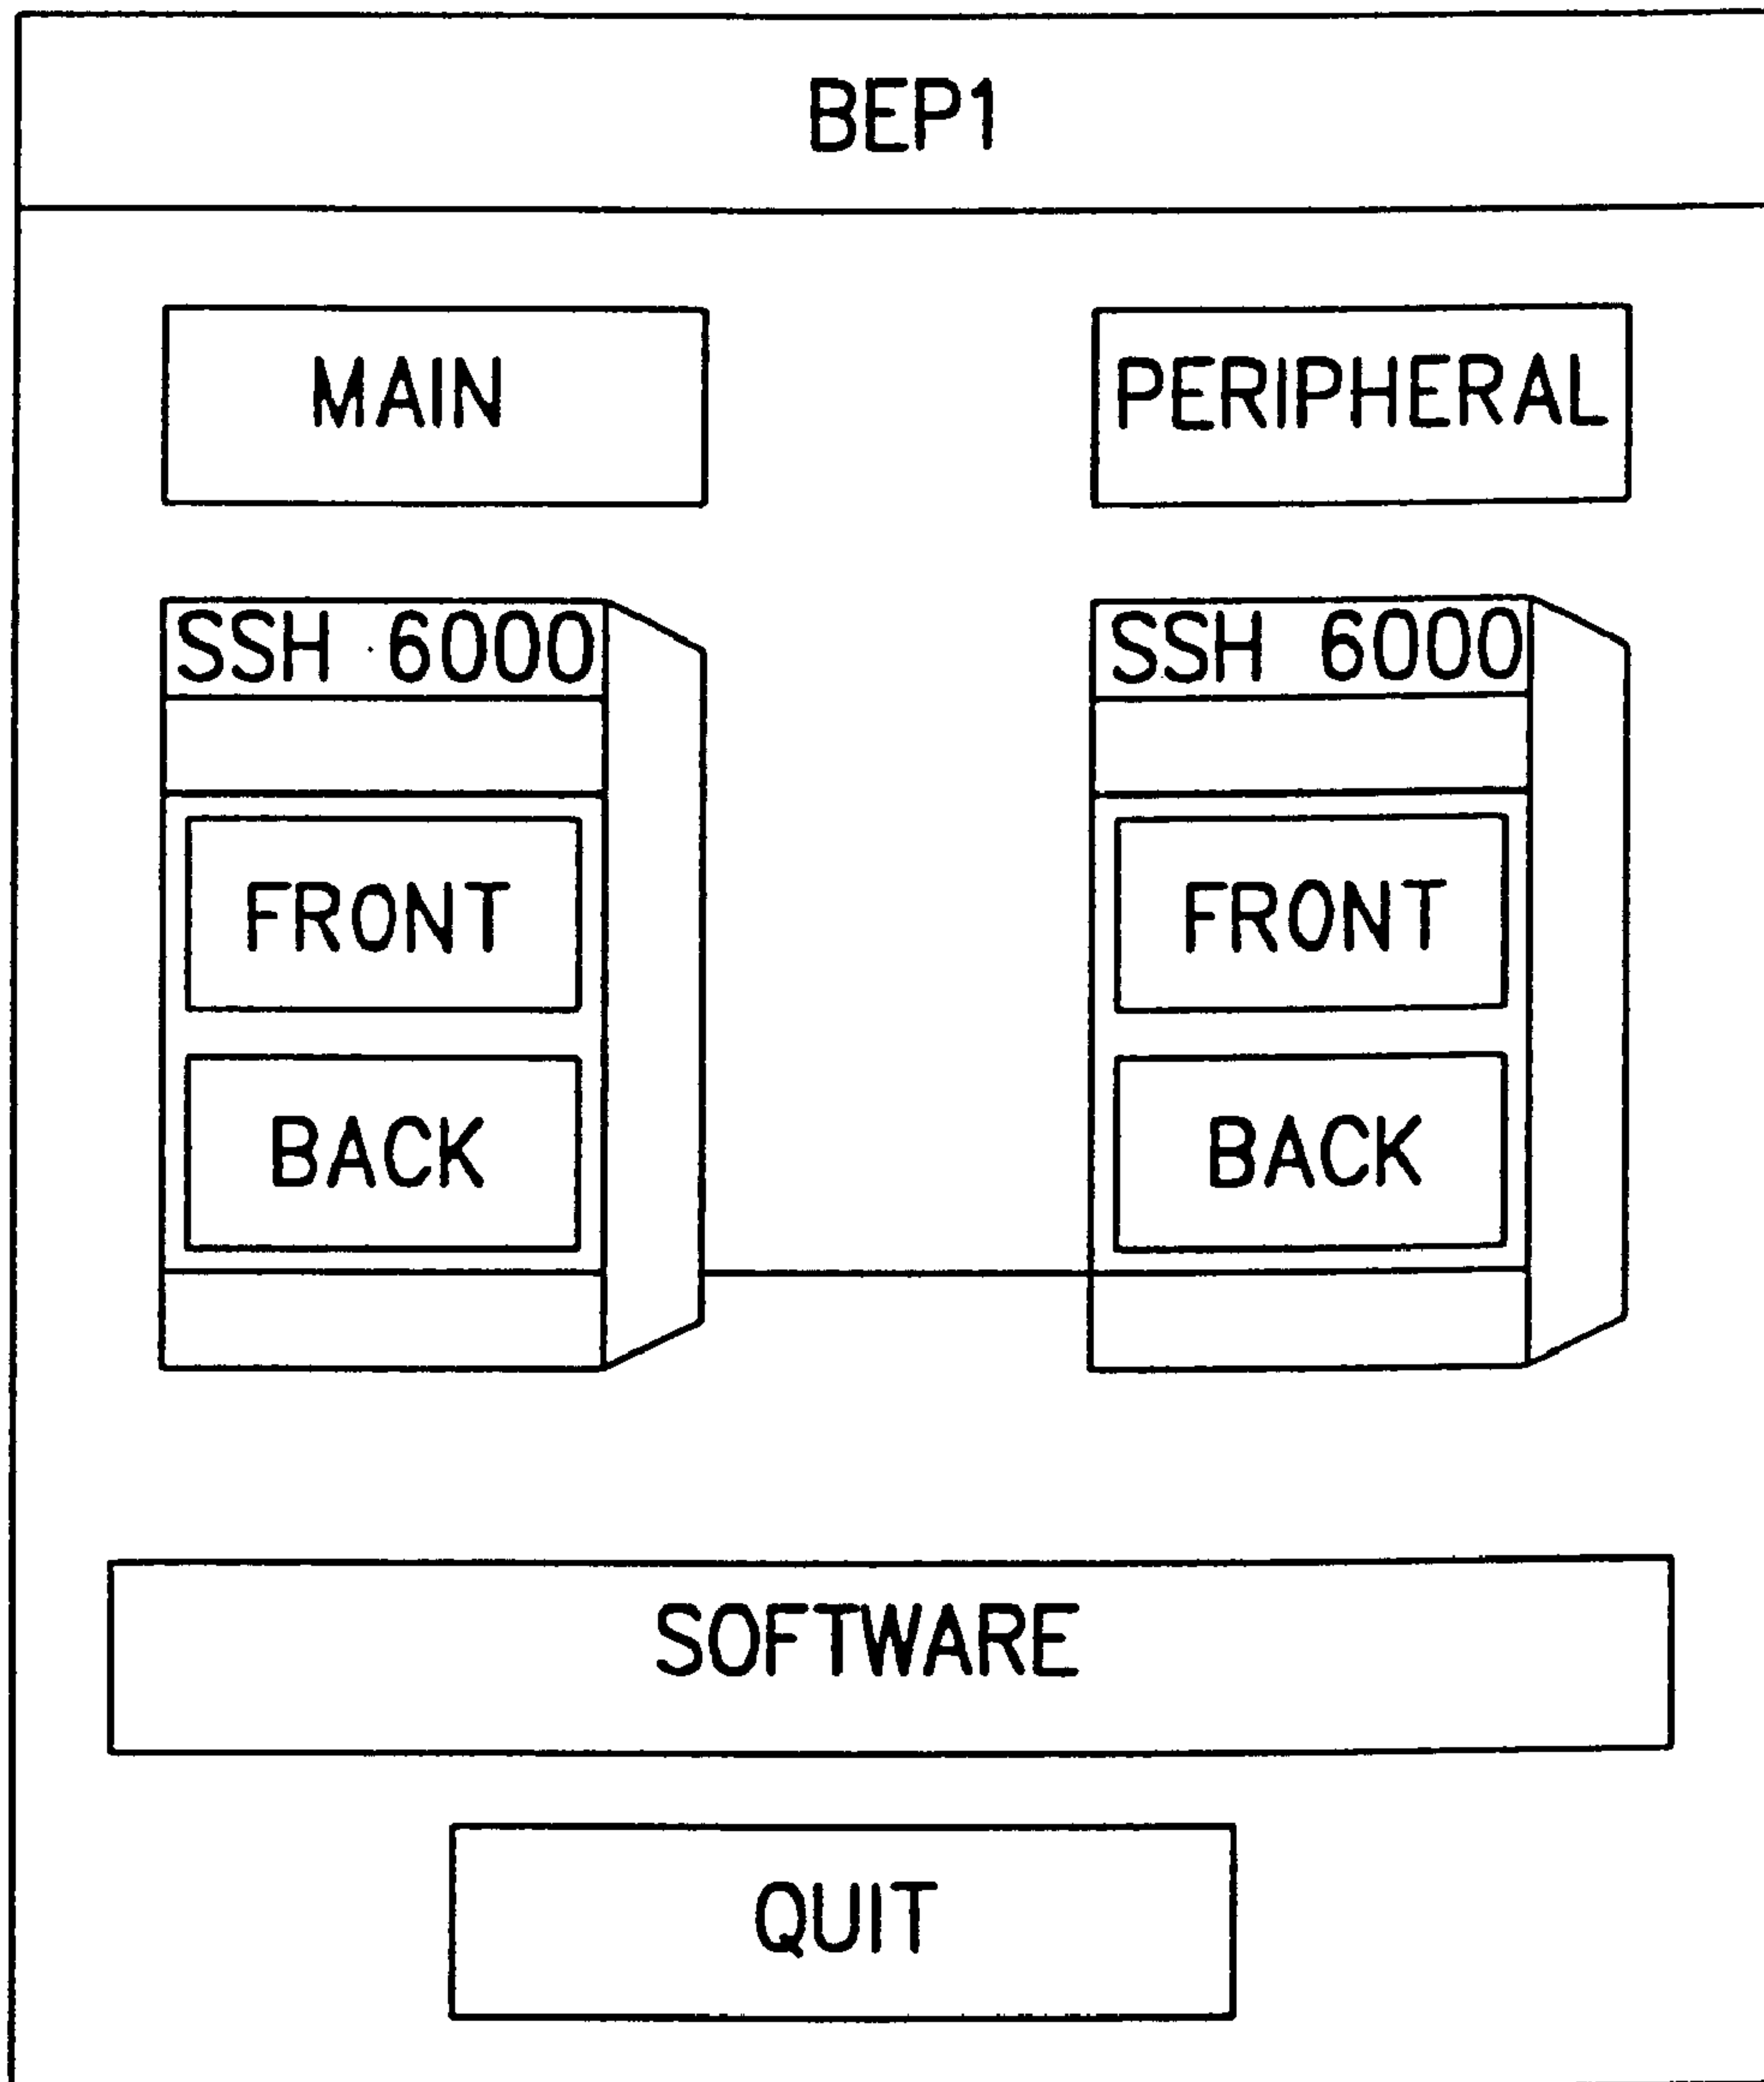 BEP1
MAIN
PERIPHERAL
SSH 6000
SSH 6000
FRONT
FRONT
BACK
BACK
SOFTWARE
QUIT